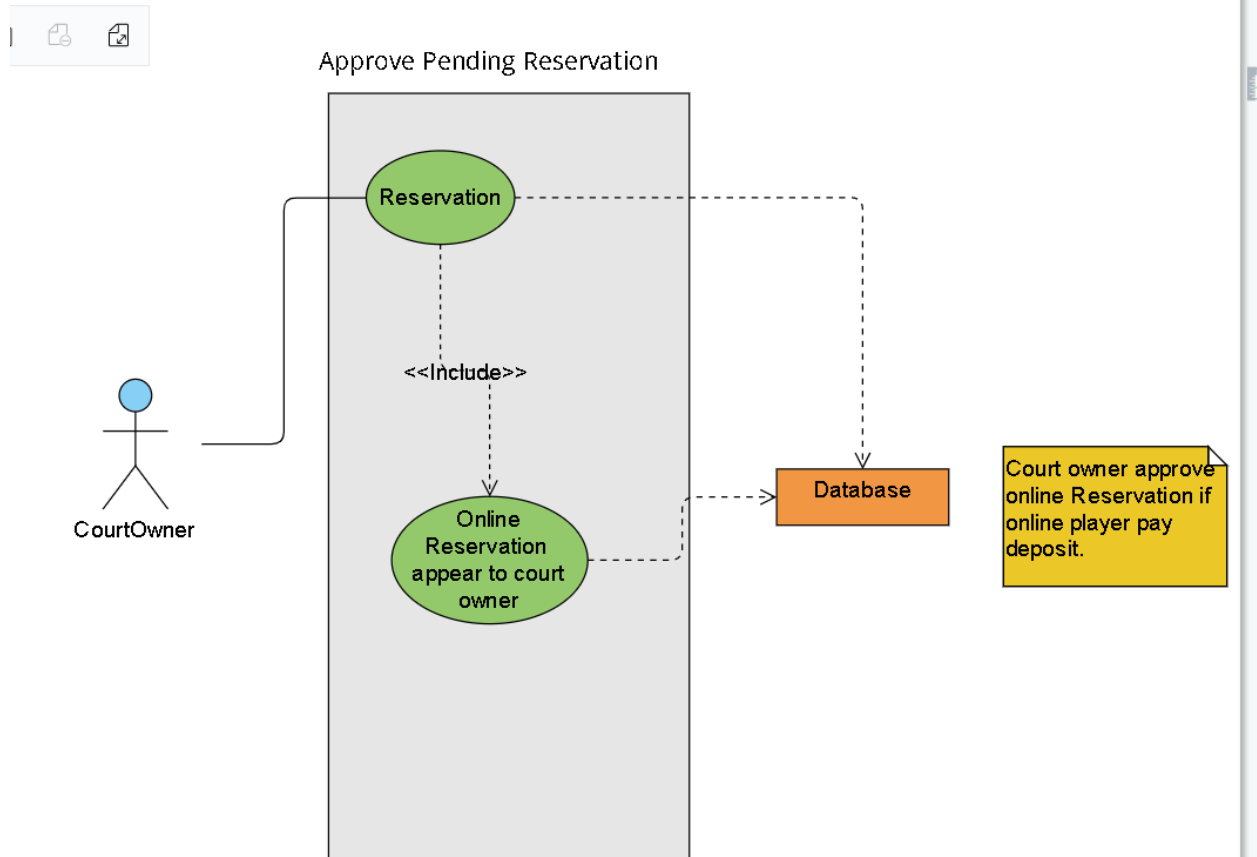 Approve Pending Reservation
Reservation
<<Include>>
CourtOwner
Online
Reservation
appear to court
owner
Database
Court owner approve
online Reservation if
online player pay
deposit.